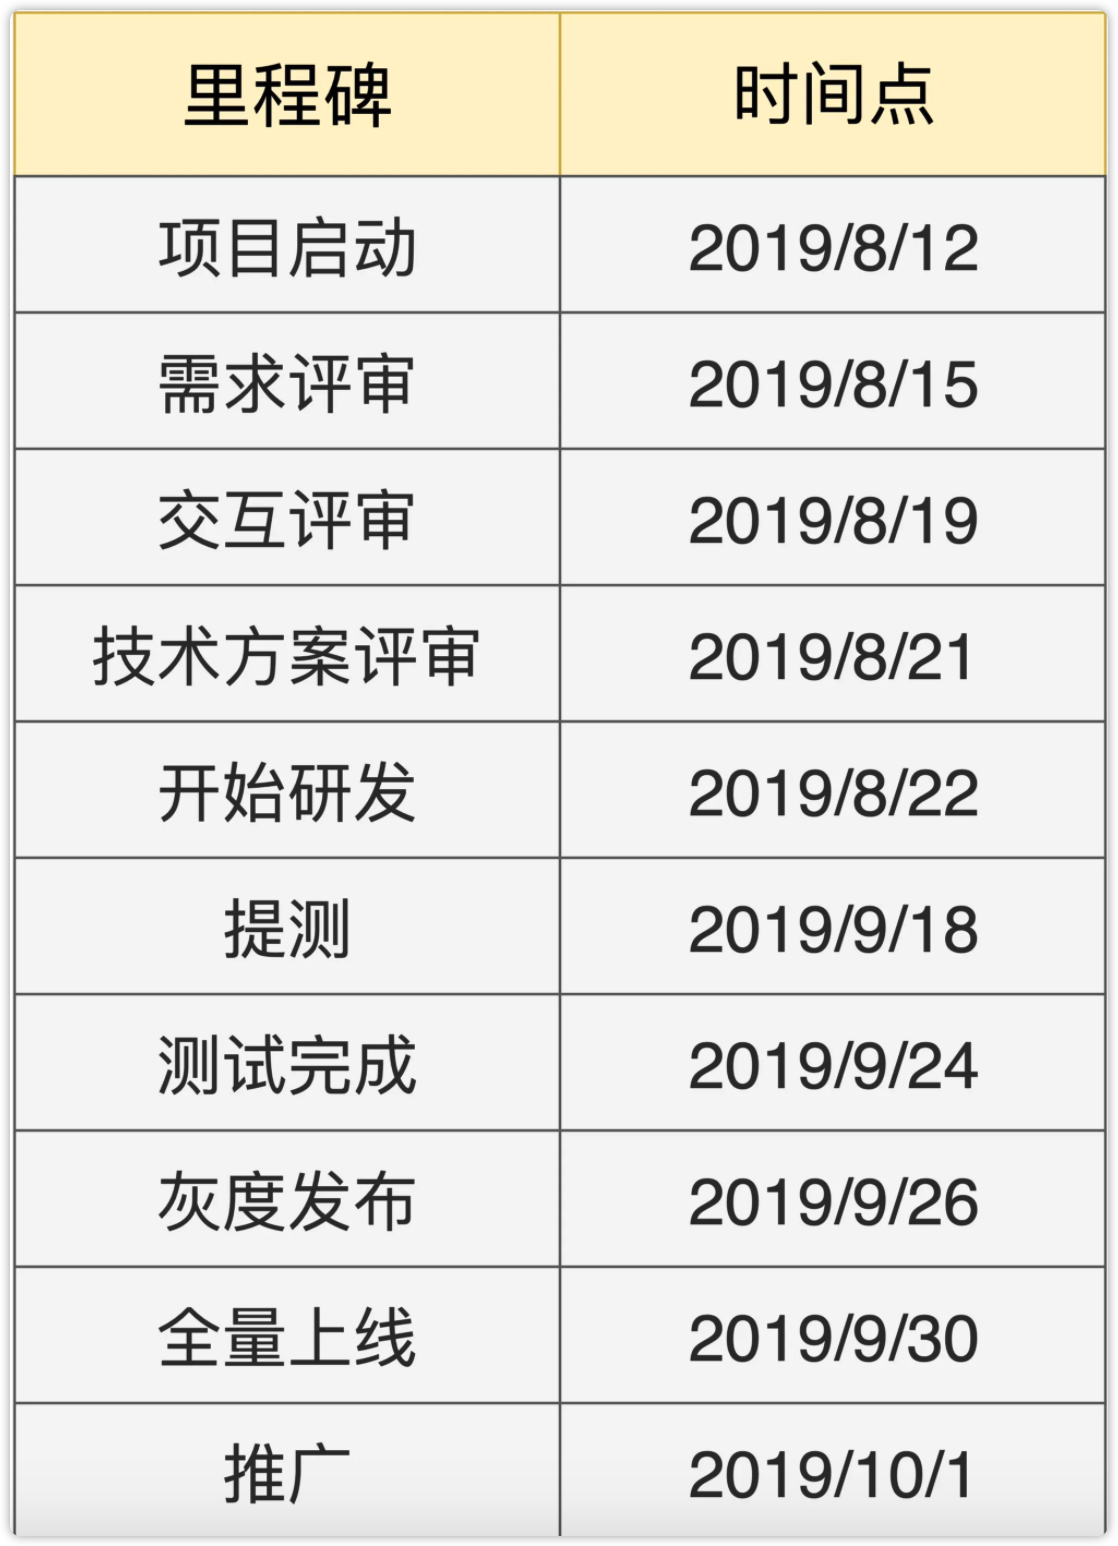 里程碑 时间点
项目启动 2019/8/12
需求评审 2019/8/15
交互评审 2019/8/19
技术方案评审 2019/8/21
开始研发 2019/8/22
提测 2019/9/18
测试完成 2019/9/24
灰度发布 2019/9/26
全量上线 2019/9/30
推广 2019/10/1